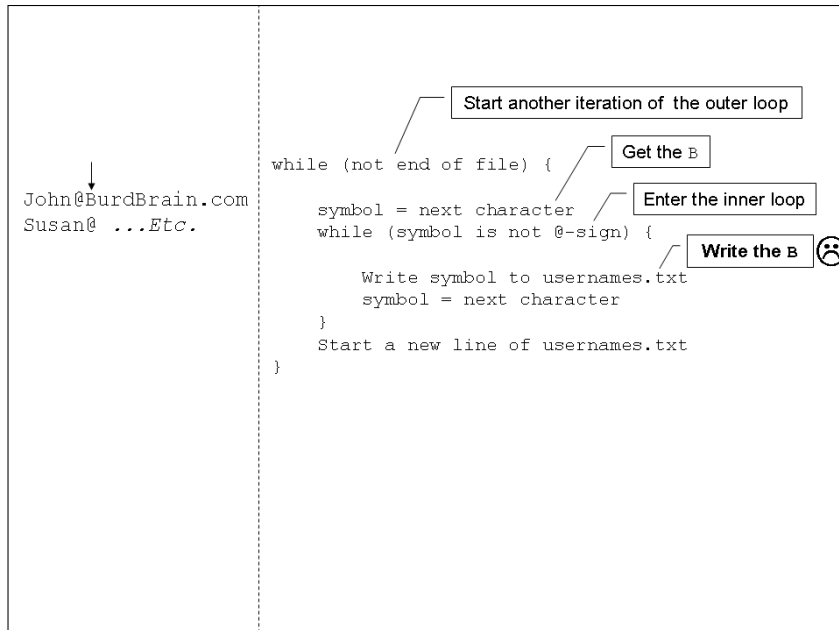 Start another iteration of the outer loop
Get the B
while (not end of file) {
John@BurdBrain.com
Enter the inner loop
symbol = next character
Susan@ ...Etc.
while (symbol is not @-sign) {
Write the B
Write symbol to usernames.txt
symbol = next character
}
Start a new line of usernames.txt
}